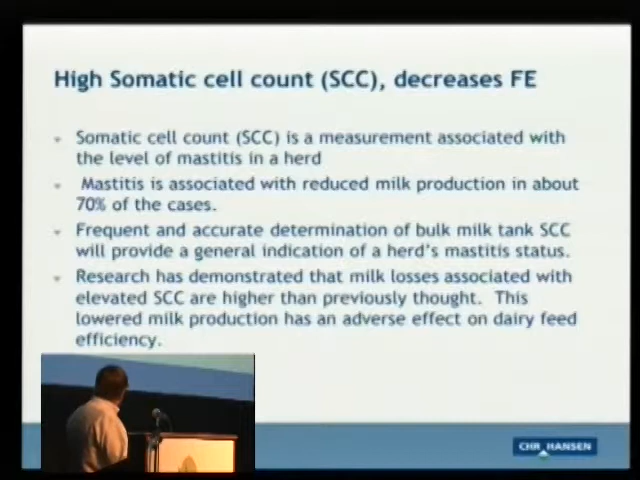 High Somatic cell count (SCC), decreases FE
Somatic cell count (SCC) is a measurement associated with
the level of mastitis in a herd
Mastitis is associated with reduced milk production in about
70% of the cases.
Frequent and accurate determination of bulk milk tank SCC
will provide a general indication of a herd's mastitis status.
Research has demonstrated that milk losses associated with
elevated SCC are higher than previously thought. This
lowered milk production has an adverse effect on dairy feed
efficiency.
CHR HANSEN